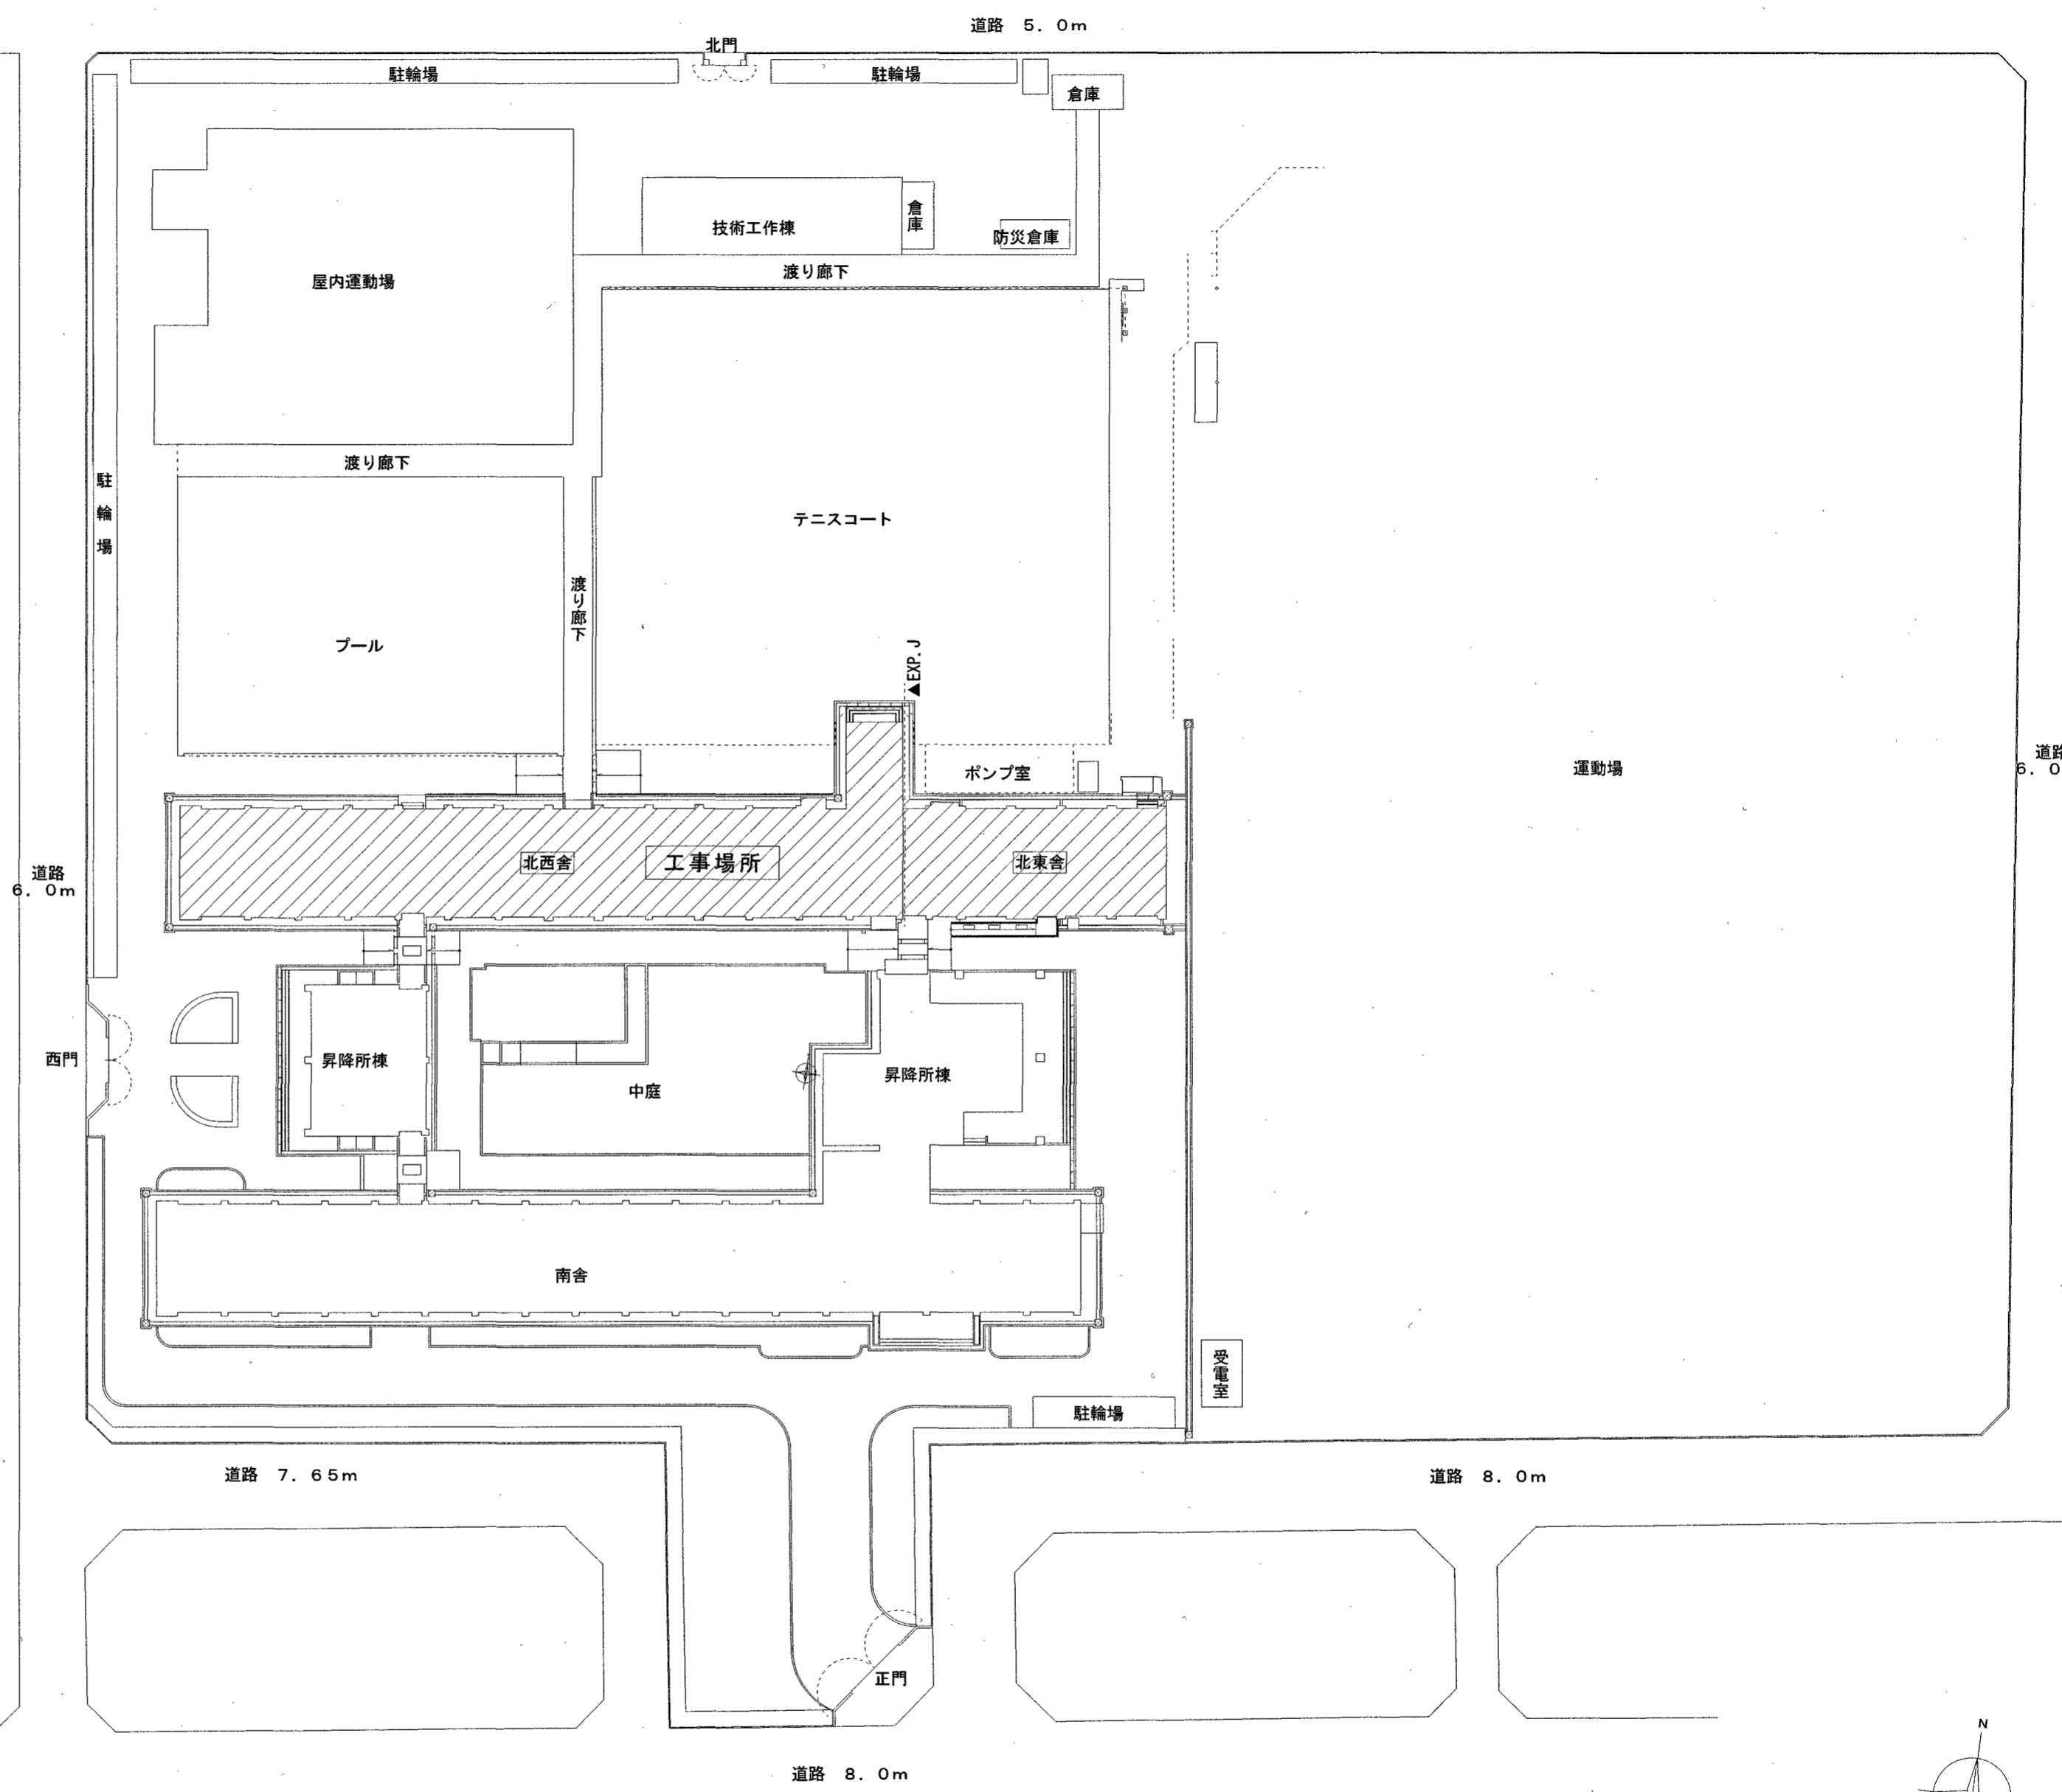 道路 5.0m
北門
駐輪場
駐輪場
倉庫
倉庫
技術工作棟
防災倉庫
渡り廊下
屋内運動場
渡り廊下
駐輪場
テニスコート
渡り廊下
プール
▲EXP.J
ポンプ室
運動場
道路
6.0
道路
6.0m
北西舎
工事場所
北東舎
西門
昇降所棟
中庭
昇降所棟
南舎
受電室
駐輪場
道路 7.65m
道路 8.0m
正門
N
道路 8.0m